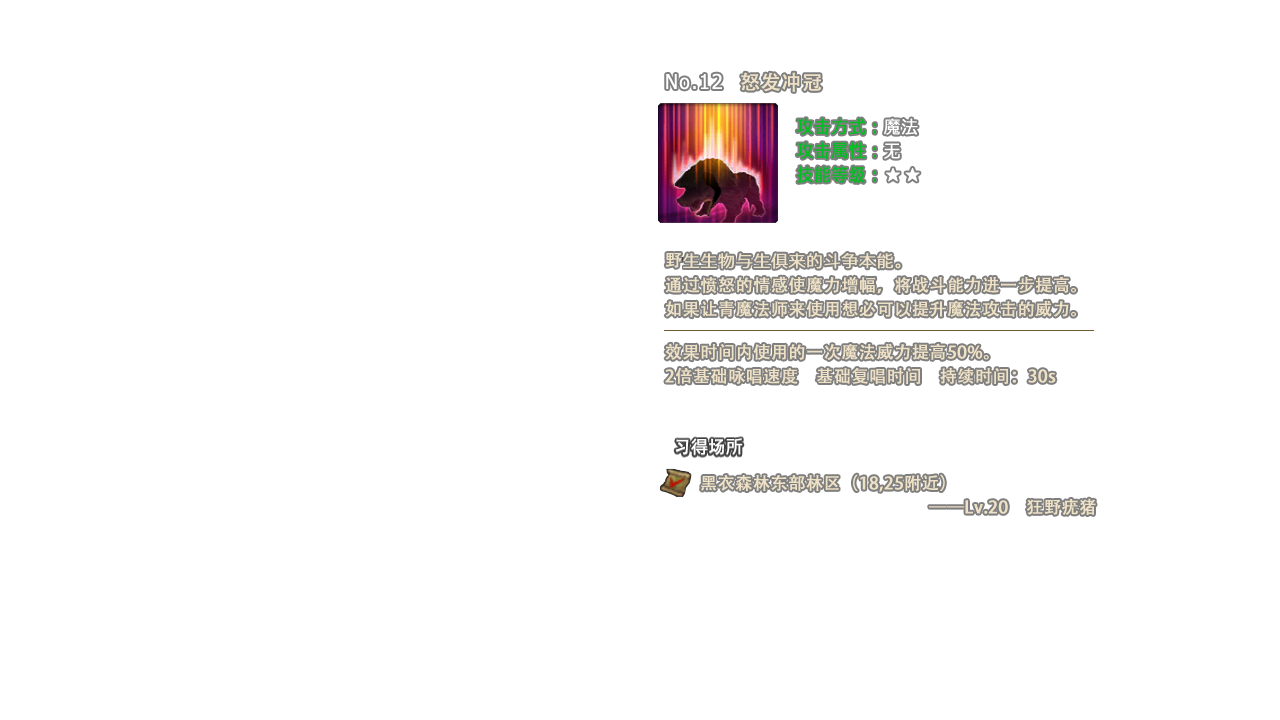 No.12 怒发冲冠
攻击方式：魔法
攻击属性：无
技能等级：★★
野生生物与生俱来的斗争本能。
通过愤怒的情感使魔力增幅，将战斗能力进一步提高。
如果让青魔法师来使用想必可以提升魔法攻击的威力。
效果时间内使用的一次魔法威力提高50%。
2倍基础咏唱速度 基础复唱时间 持续时间：30s
习得场所
黑衣森林东部林区（18,25附近）
——Lv.20 狂野疣猪